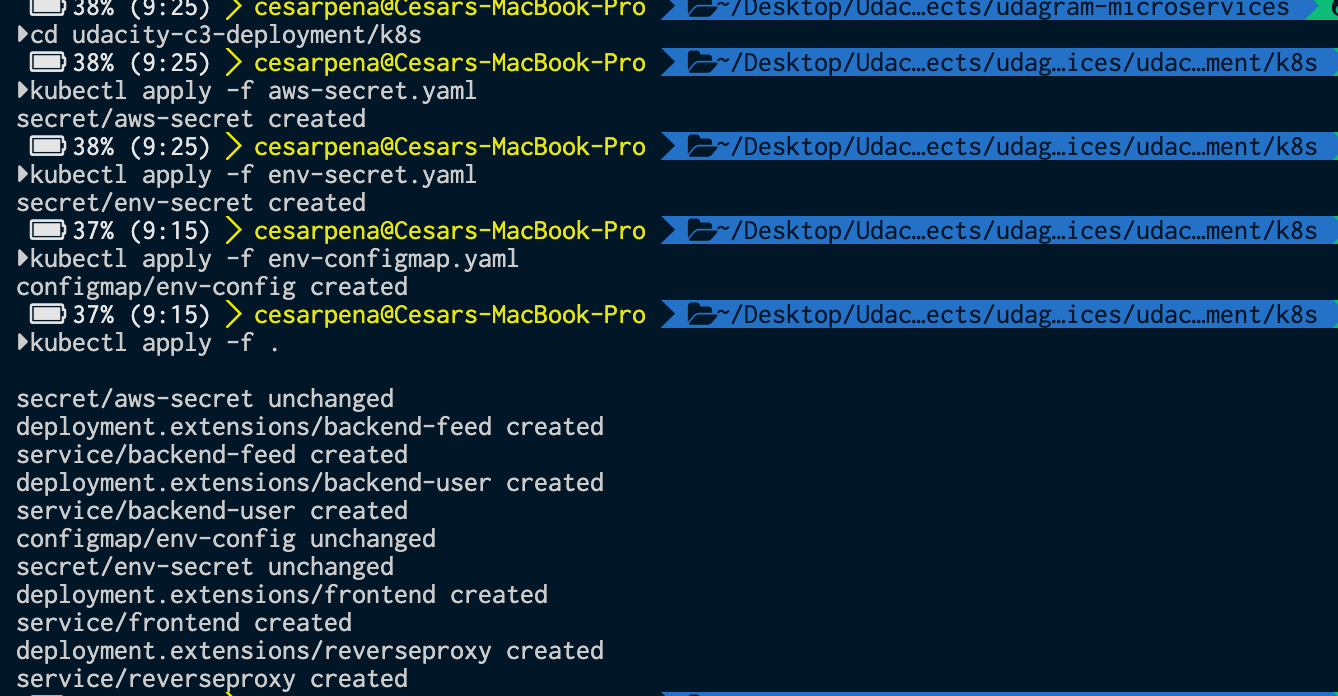 38% (9:25) cesarpena@Cesars-MacBook-Pro ~/Desktop/Udac…ects/udagram-microservices
cd udacity-c3-deployment/k8s
38% (9:25) cesarpena@Cesars-MacBook-Pro ~/Desktop/Udac…ects/udag…ices/udac…ment/k8s
kubectl apply -f aws-secret.yaml
secret/aws-secret created
38% (9:25) cesarpena@Cesars-MacBook-Pro ~/Desktop/Udac…ects/udag…ices/udac…ment/k8s
kubectl apply -f env-secret.yaml
secret/env-secret created
37% (9:15) cesarpena@Cesars-MacBook-Pro ~/Desktop/Udac…ects/udag…ices/udac…ment/k8s
kubectl apply -f env-configmap.yaml
configmap/env-config created
37% (9:15) cesarpena@Cesars-MacBook-Pro ~/Desktop/Udac…ects/udag…ices/udac…ment/k8s
kubectl apply -f .
secret/aws-secret unchanged
deployment.extensions/backend-feed created
service/backend-feed created
deployment.extensions/backend-user created
service/backend-user created
configmap/env-config unchanged
secret/env-secret unchanged
deployment.extensions/frontend created
service/frontend created
deployment.extensions/reverseproxy created
service/reverseproxy created